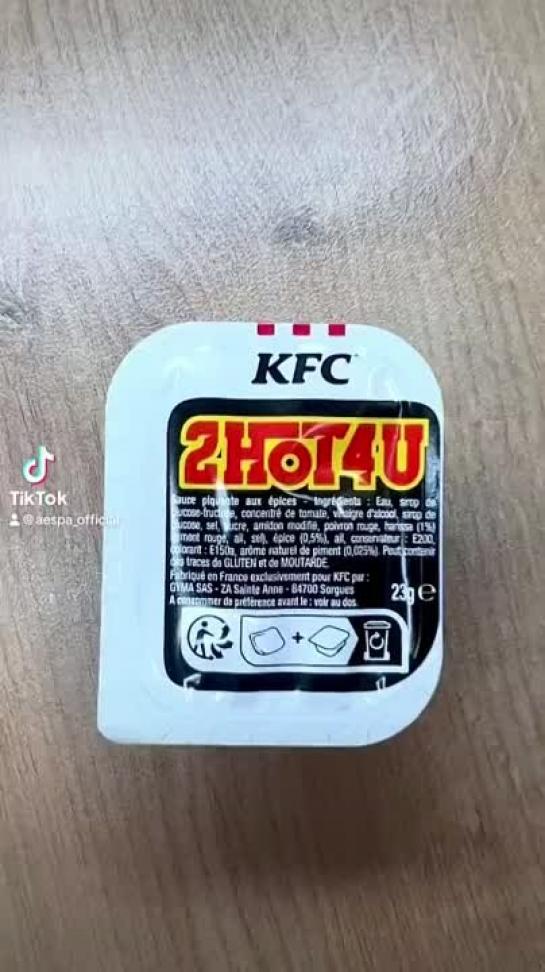 KFC
2HOT4U
Sauce piquante aux épices - Ingrédients : Eau, sirop de
glucose-fructose, concentré de tomate, vinaigre d'alcool, sirop de
glucose, sel, sucre, amidon modifié, poivron rouge, harissa (1%)
(piment rouge, ail, sel), épice (0,5%), ail, conservateur : E200,
colorant : E150a, arôme naturel de piment (0,025%). Peut contenir
des traces de GLUTEN et de MOUTARDE.
Fabriqué en France exclusivement pour KFC par :
GYMA SAS - ZA Sainte Anne - 84700 Sorgues
A consommer de préférence avant le : voir au dos.
23g e
+
TikTok
@aespa_official